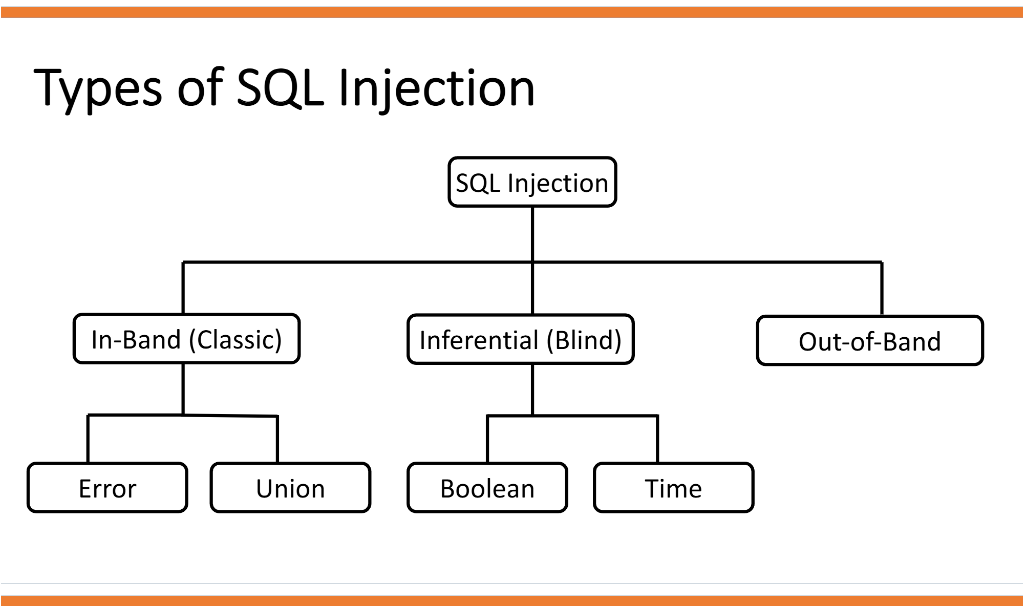 Types of SQL Injection
SQL Injection
In-Band (Classic)
Inferential (Blind)
Out-of-Band
Error
Union
Boolean
Time